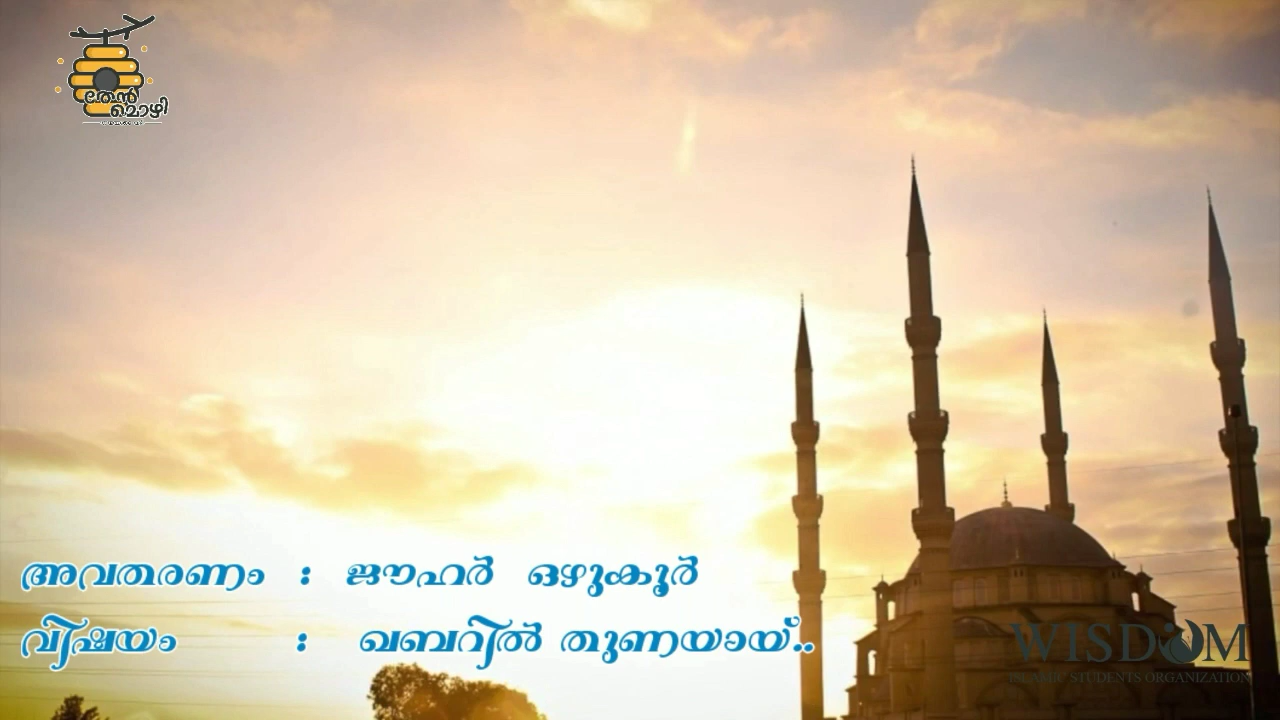 തേൻ
മൊഴി
അവതരണം : ജൗഹർ ഒഴുകൂർ
വിഷയം : ഖബറിൽ തുണയായ്..
WISDOM
ISLAMIC STUDENTS ORGANIZATION